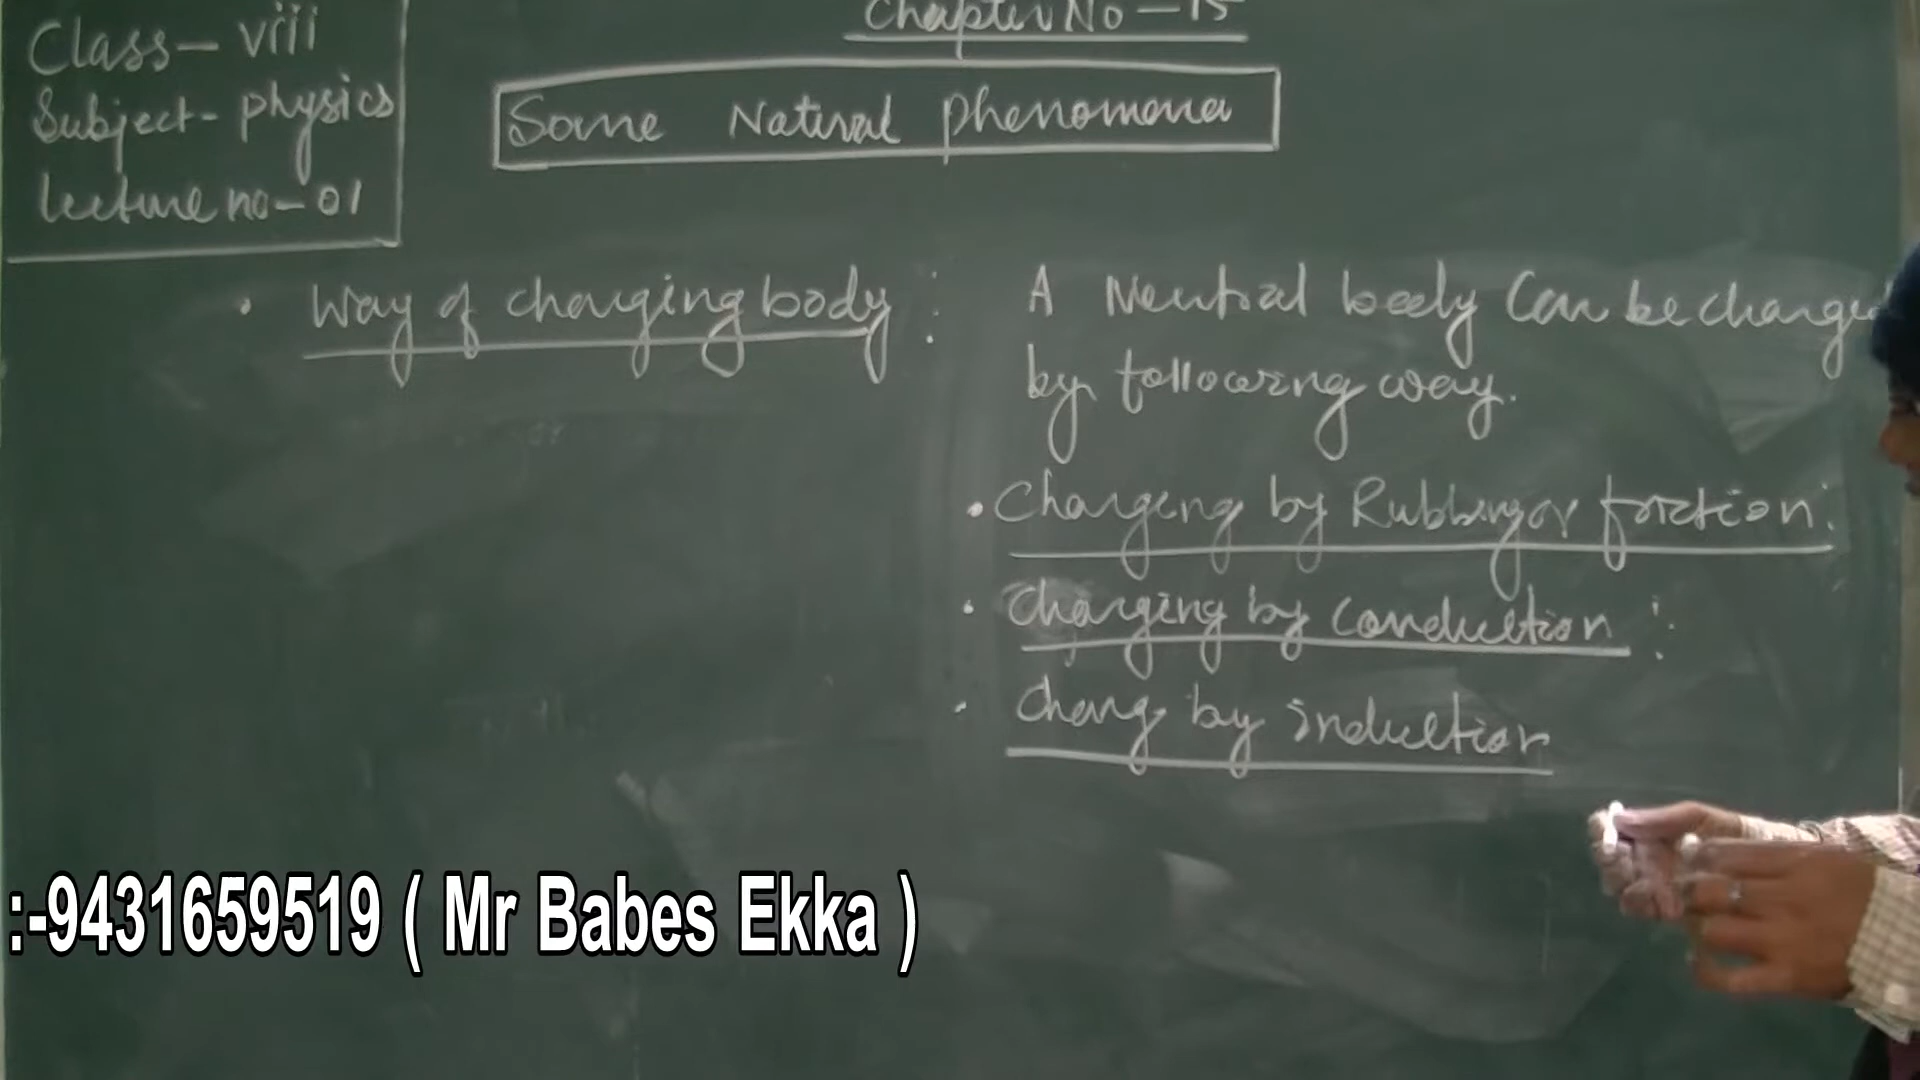 Class - viii
Subject - physics
Lecture no - 01
Chapter No - 15
Some Natural Phenomena
• Way of charging body :
A Neutral body Can be charged
by following way.
• Charging by Rubbing or friction :
• Charging by conduction :
• Charg by induction
:-9431659519 ( Mr Babes Ekka )